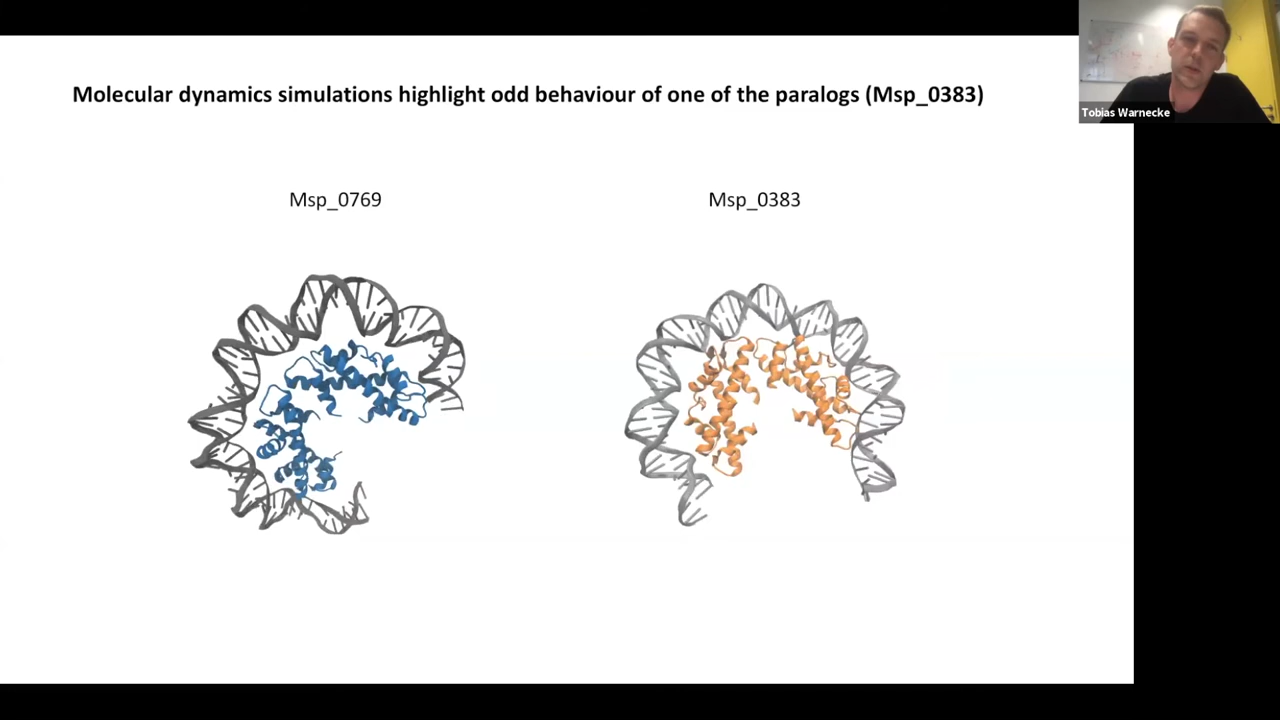 Molecular dynamics simulations highlight odd behaviour of one of the paralogs (Msp_0383)
Tobias Warnecke
Msp_0769
Msp_0383